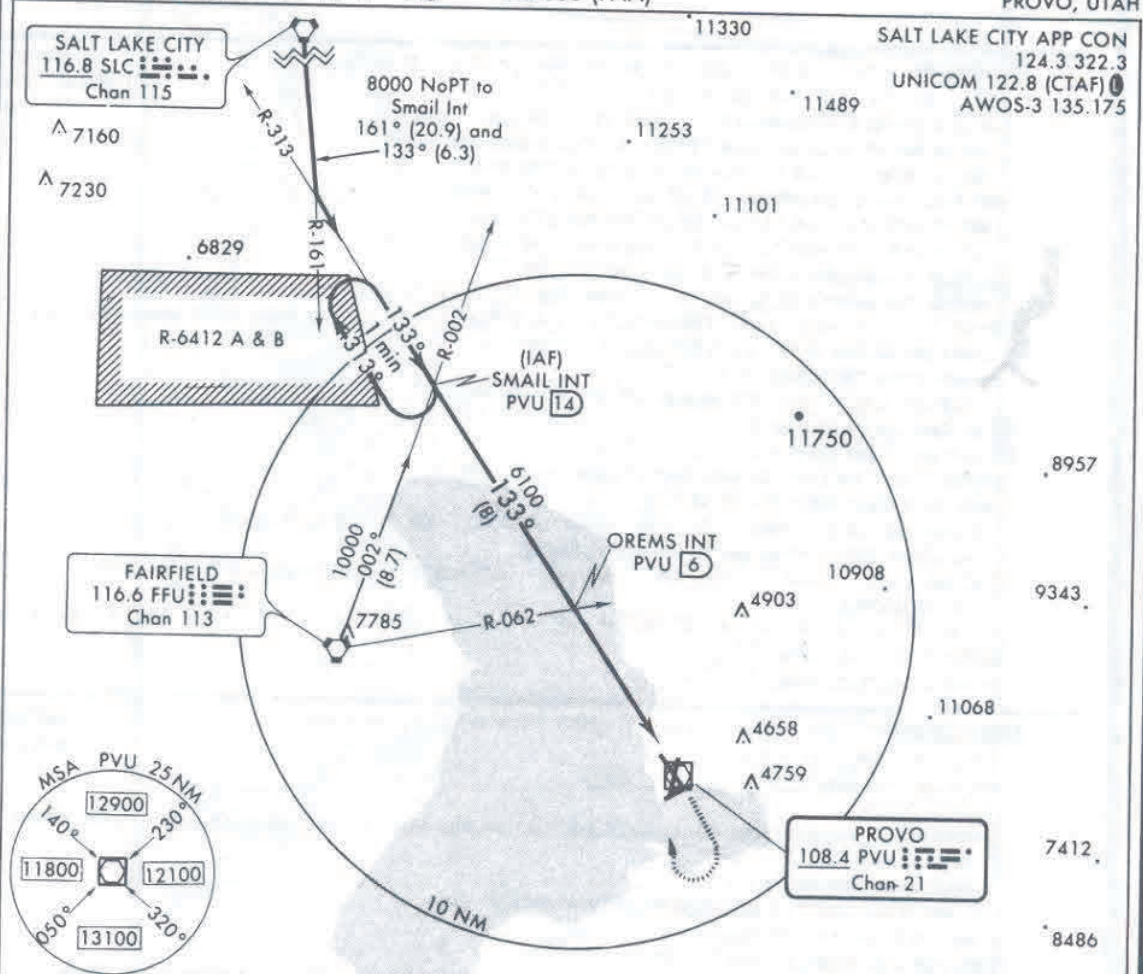 PROVO, UTAH
SALT LAKE CITY
116.8 SLC
Chan 115
11330
SALT LAKE CITY APP CON
124.3 322.3
UNICOM 122.8 (CTAF) L
AWOS-3 135.175
8000 NoPT to
Smail Int
161° (20.9) and
133° (6.3)
R-313
11489
7160
11253
7230
11101
R-161
6829
R-6412 A & B
133°
1 min
313°
R-002
(IAF)
SMAIL INT
PVU 14
11750
8957
6100
133°
(8)
10000
002°
(8.7)
OREMS INT
PVU 6
FAIRFIELD
116.6 FFU
Chan 113
10908
9343
4903
7785
R-062
11068
4658
4759
MSA PVU 25 NM
12900
140°
230°
11800
12100
050°
320°
13100
PROVO
108.4 PVU
Chan 21
7412
10 NM
8486